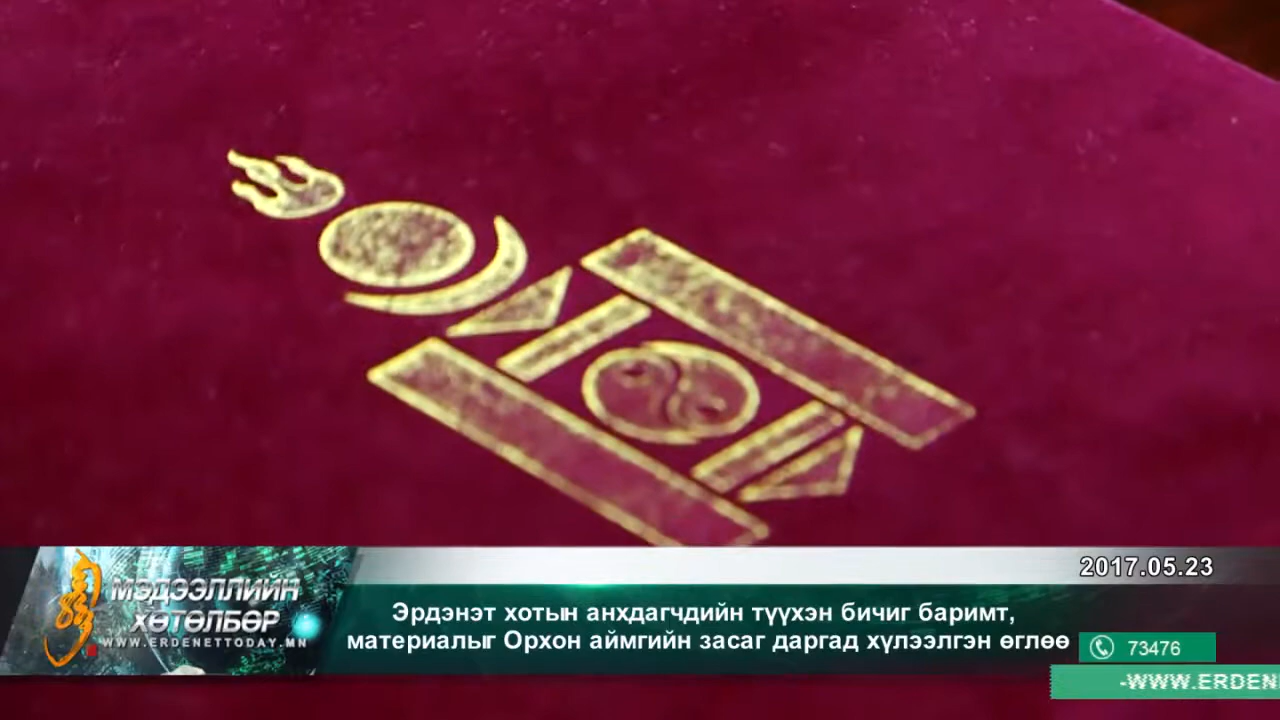 2017.05.23
МЭДЭЭЛЛИЙН
ХӨТӨЛБӨР
WWW.ERDENETTODAY.MN
Эрдэнэт хотын анхдагчдийн түүхэн бичиг баримт,
материалыг Орхон аймгийн засаг даргад хүлээлгэн өглөө
73476
-WWW.ERDEN